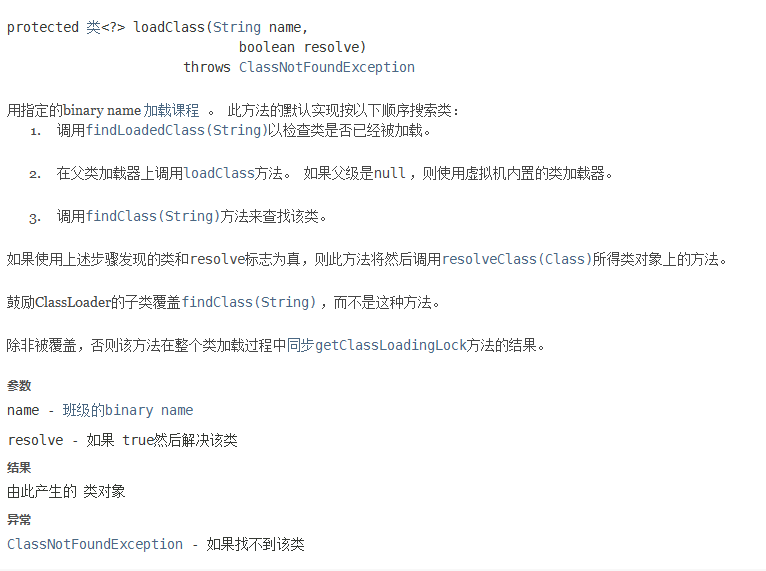 protected 类<?> loadClass(String name,
boolean resolve)
throws ClassNotFoundException
用指定的binary name 加载课程 。 此方法的默认实现按以下顺序搜索类：
1. 调用findLoadedClass(String)以检查类是否已经被加载。
2. 在父类加载器上调用loadClass方法。 如果父级是null ，则使用虚拟机内置的类加载器。
3. 调用findClass(String)方法来查找该类。
如果使用上述步骤发现的类和resolve标志为真，则此方法将然后调用resolveClass(Class)所得类对象上的方法。
鼓励ClassLoader的子类覆盖findClass(String) ，而不是这种方法。
除非被覆盖，否则该方法在整个类加载过程中同步getClassLoadingLock方法的结果。
参数
name - 班级的binary name
resolve - 如果 true然后解决该类
结果
由此产生的 类对象
异常
ClassNotFoundException - 如果找不到该类